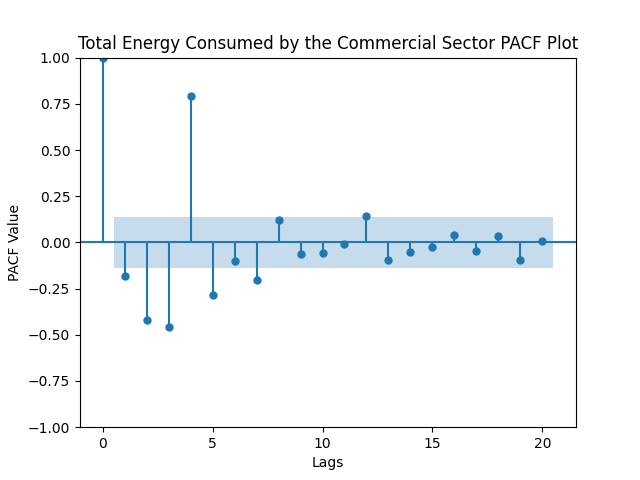 Total Energy Consumed by the Commercial Sector PACF Plot
1.00
0.75
0.50
0.25
0.00
−0.25
−0.50
−0.75
−1.00
PACF Value
0 5 10 15 20
Lags